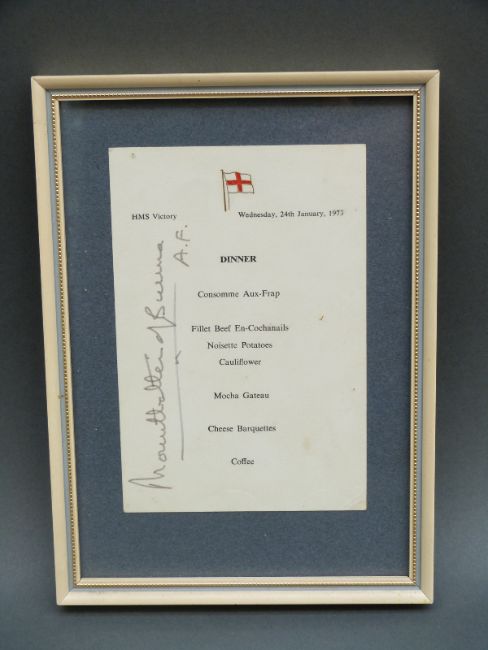 HMS Victory
Wednesday, 24th January, 1973
DINNER
Consomme Aux-Frap
Fillet Beef En-Cochanails
Noisette Potatoes
Cauliflower
Mocha Gateau
Cheese Barquettes
Coffee
Mountbatten of Burma
A.F.